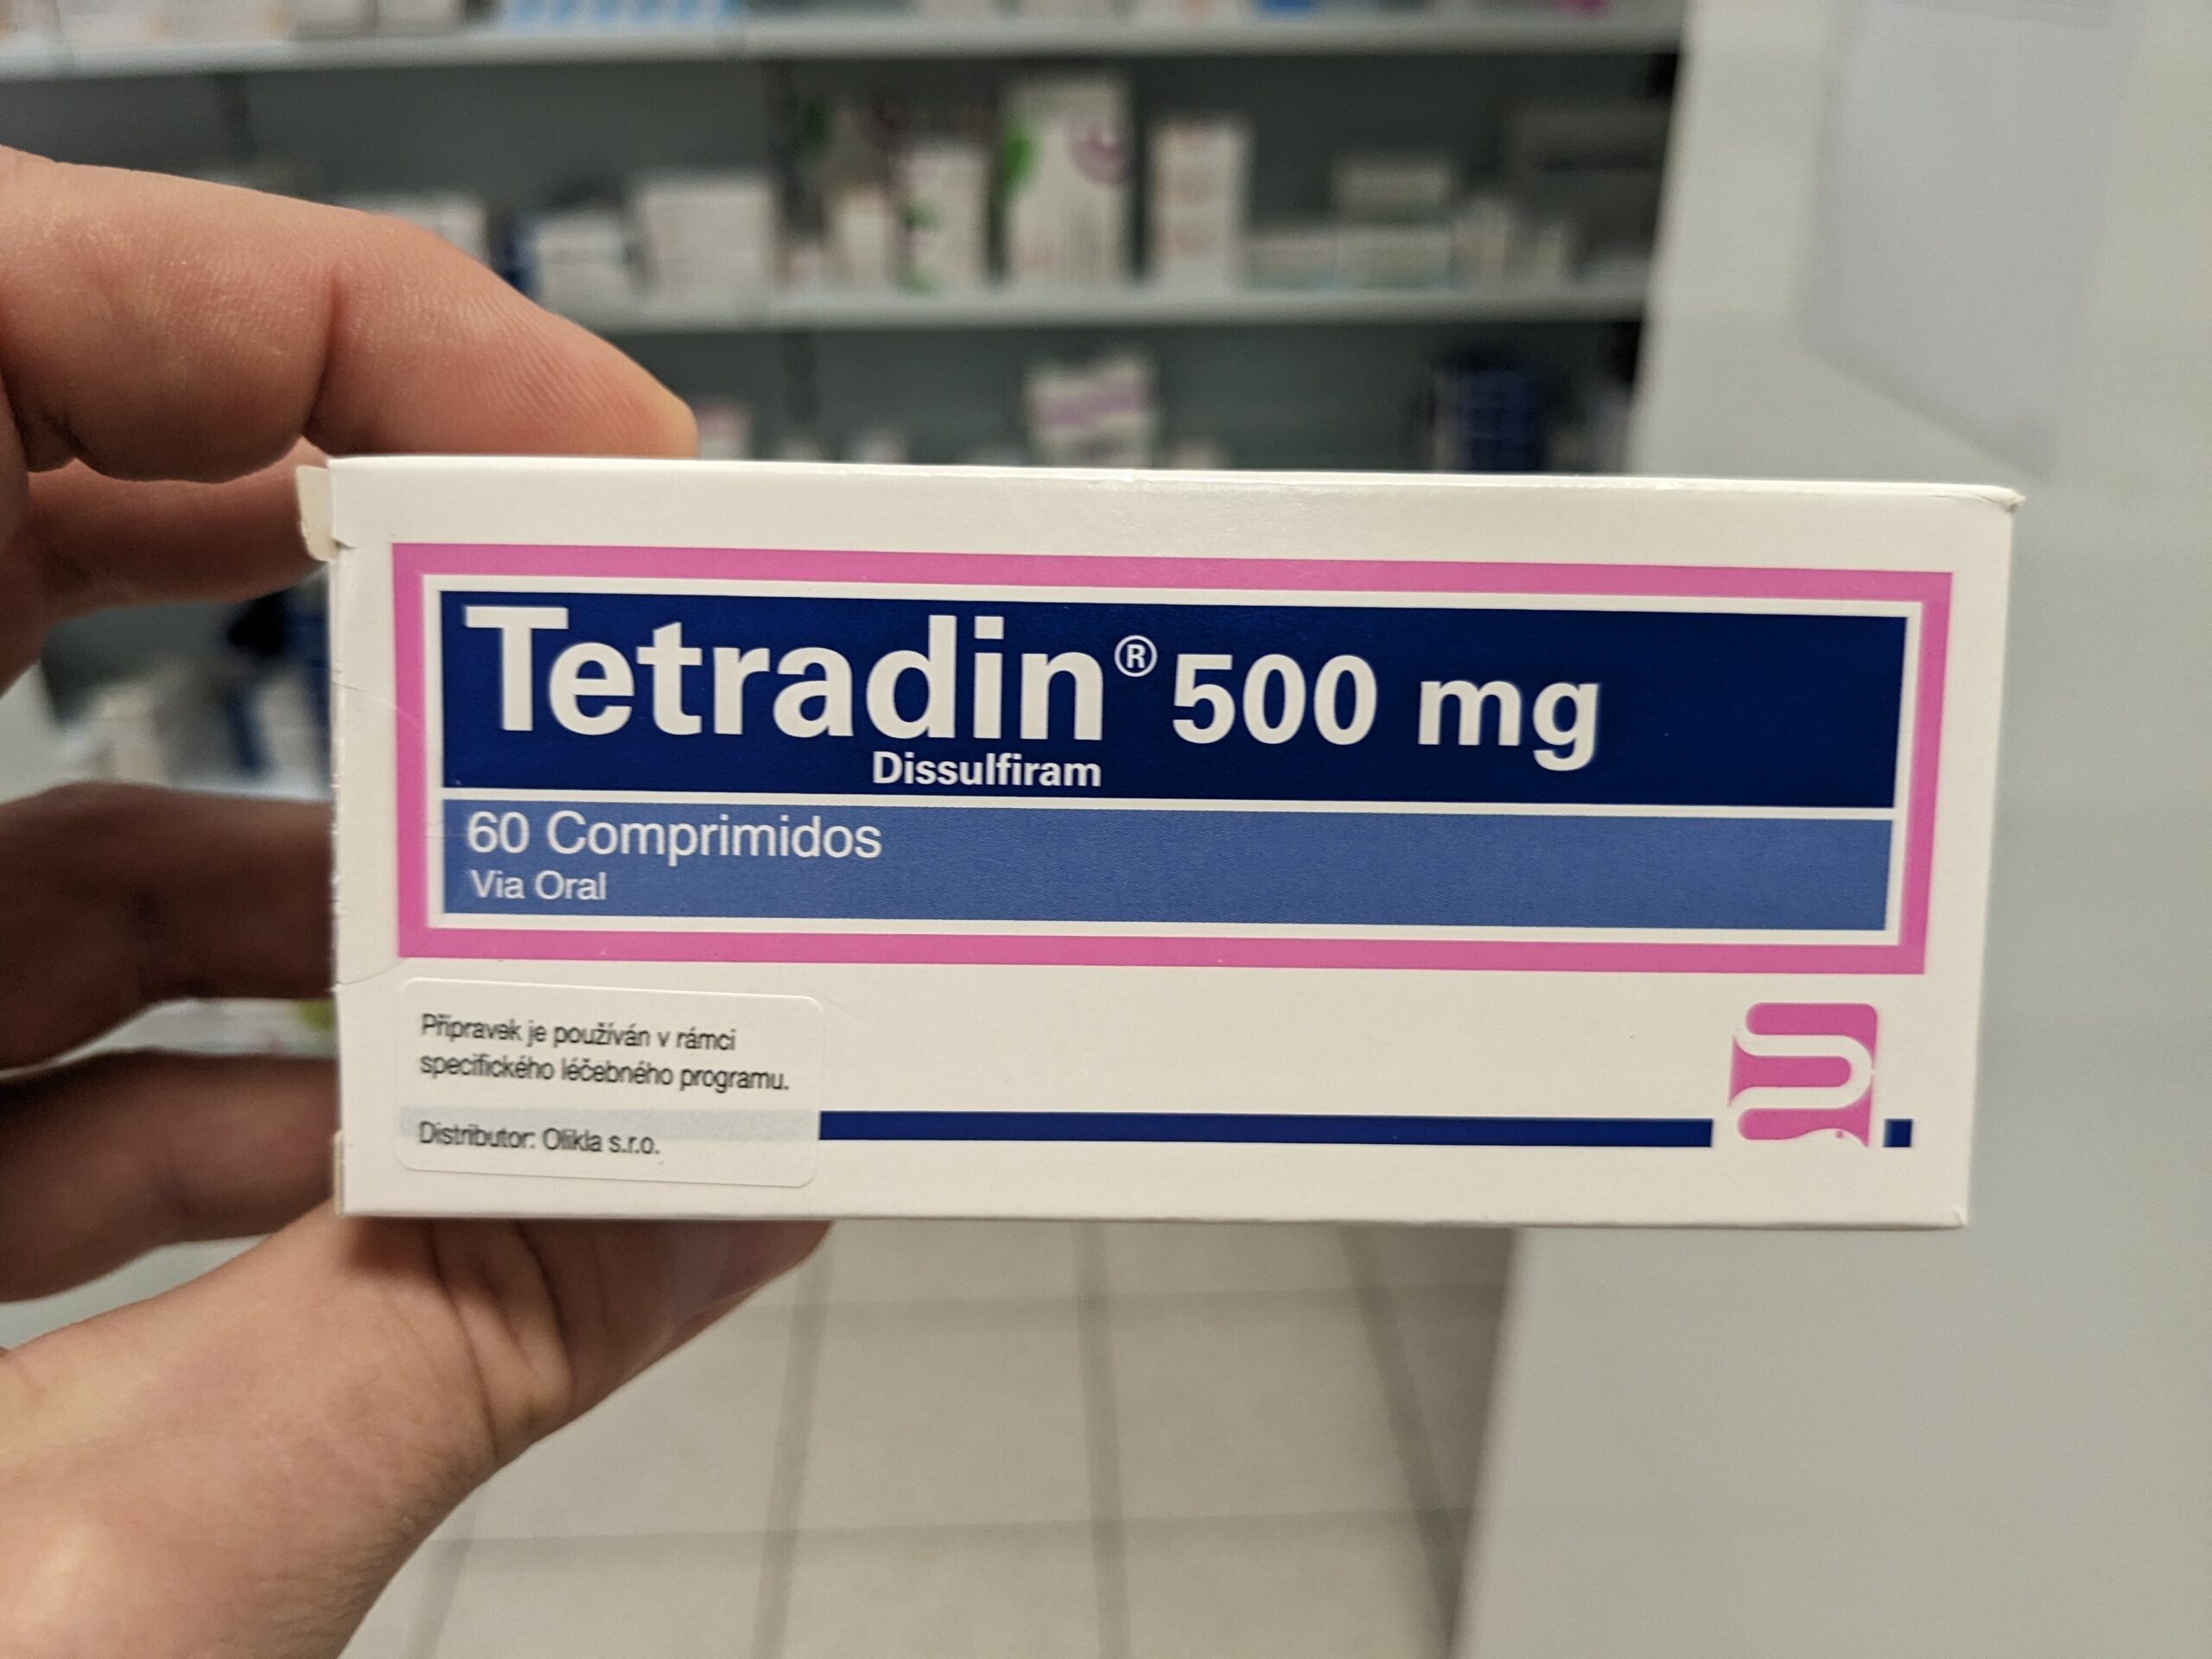 Tetradin® 500 mg
Dissulfiram
60 Comprimidos
Via Oral
Přípravek je používán v rámci
specifického léčebného programu.
Distributor: Olikla s.r.o.